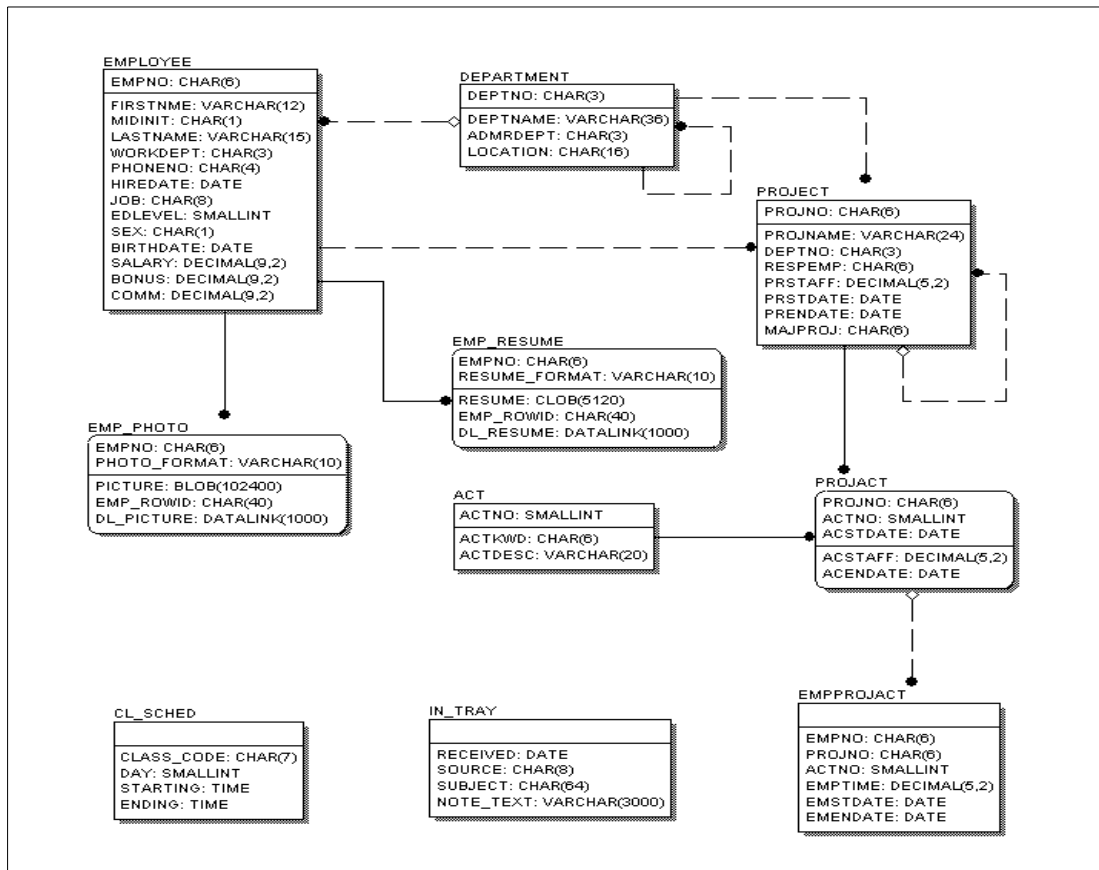 EMPLOYEE
EMPNO: CHAR(6)
FIRSTNME: VARCHAR(12)
MIDINIT: CHAR(1)
LASTNAME: VARCHAR(15)
WORKDEPT: CHAR(3)
PHONENO: CHAR(4)
HIREDATE: DATE
JOB: CHAR(8)
EDLEVEL: SMALLINT
SEX: CHAR(1)
BIRTHDATE: DATE
SALARY: DECIMAL(9,2)
BONUS: DECIMAL(9,2)
COMM: DECIMAL(9,2)
DEPARTMENT
DEPTNO: CHAR(3)
DEPTNAME: VARCHAR(36)
ADMRDEPT: CHAR(3)
LOCATION: CHAR(16)
PROJECT
PROJNO: CHAR(6)
PROJNAME: VARCHAR(24)
DEPTNO: CHAR(3)
RESPEMP: CHAR(6)
PRSTAFF: DECIMAL(5,2)
PRSTDATE: DATE
PRENDATE: DATE
MAJPROJ: CHAR(6)
EMP_RESUME
EMPNO: CHAR(6)
RESUME_FORMAT: VARCHAR(10)
RESUME: CLOB(5120)
EMP_ROWID: CHAR(40)
DL_RESUME: DATALINK(1000)
EMP_PHOTO
EMPNO: CHAR(6)
PHOTO_FORMAT: VARCHAR(10)
PICTURE: BLOB(102400)
EMP_ROWID: CHAR(40)
DL_PICTURE: DATALINK(1000)
ACT
ACTNO: SMALLINT
ACTKWD: CHAR(6)
ACTDESC: VARCHAR(20)
PROJACT
PROJNO: CHAR(6)
ACTNO: SMALLINT
ACSTDATE: DATE
ACSTAFF: DECIMAL(5,2)
ACENDATE: DATE
CL_SCHED
CLASS_CODE: CHAR(7)
DAY: SMALLINT
STARTING: TIME
ENDING: TIME
IN_TRAY
RECEIVED: DATE
SOURCE: CHAR(8)
SUBJECT: CHAR(64)
NOTE_TEXT: VARCHAR(3000)
EMPPROJACT
EMPNO: CHAR(6)
PROJNO: CHAR(6)
ACTNO: SMALLINT
EMPTIME: DECIMAL(5,2)
EMSTDATE: DATE
EMENDATE: DATE